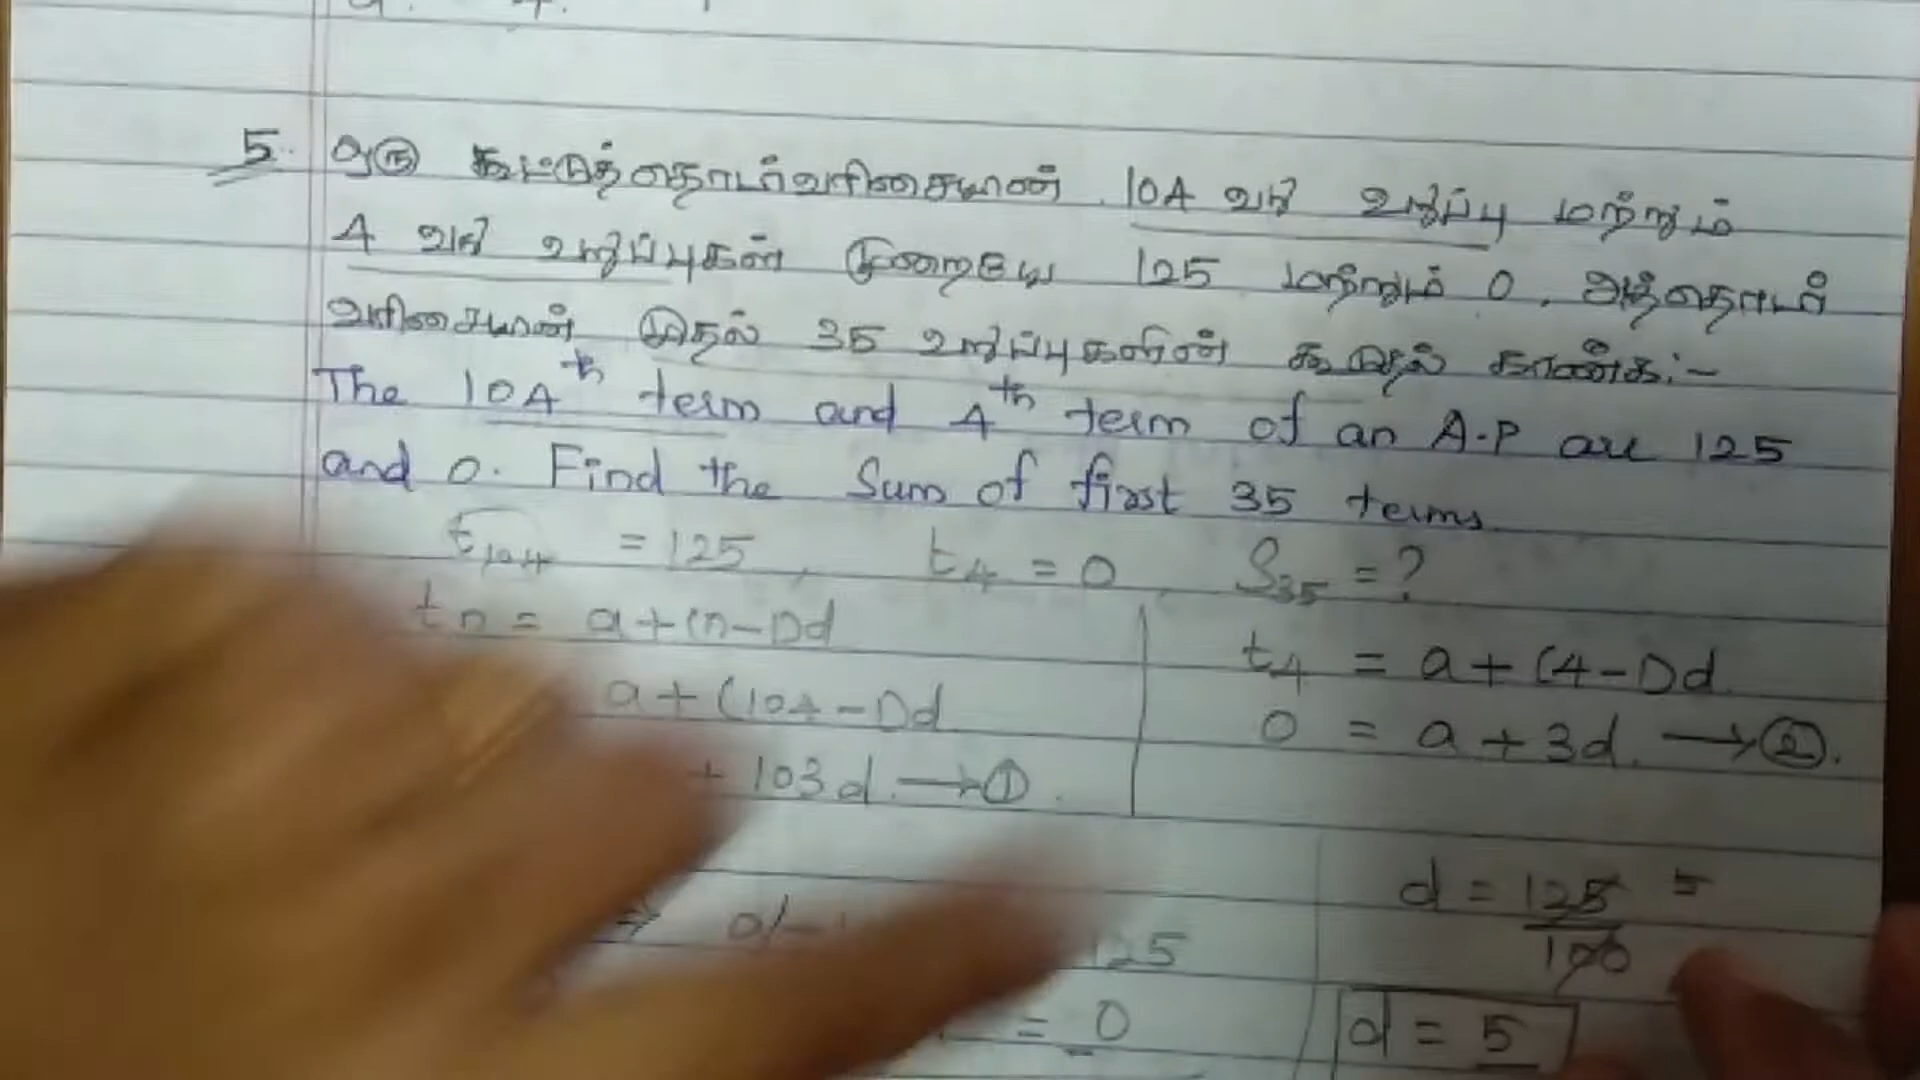 5. ஒரு கூட்டுத்தொடர்வரிசையின் 104 வது உறுப்பு மற்றும்
4 வது உறுப்புகள் முறையே 125 மற்றும் 0. அத்தொடர்
வரிசையின் முதல் 35 உறுப்புகளின் கூடுதல் காண்க:-
The 104th term and 4th term of an A.P are 125
and 0. Find the Sum of first 35 terms
t104 = 125, t4 = 0 S35 = ?
tn = a+(n-1)d
t4 = a+(4-1)d
a+(104-1)d
0 = a+3d. → ②.
+ 103d. → ①.
d = 125/100 =
125
= 0
d = 5